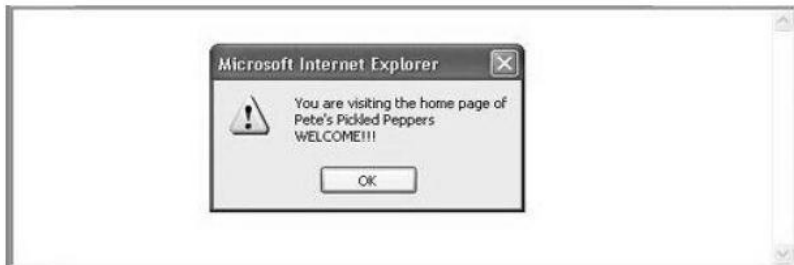 Microsoft Internet Explorer
You are visiting the home page of
Pete's Pickled Peppers
WELCOME!!!
OK